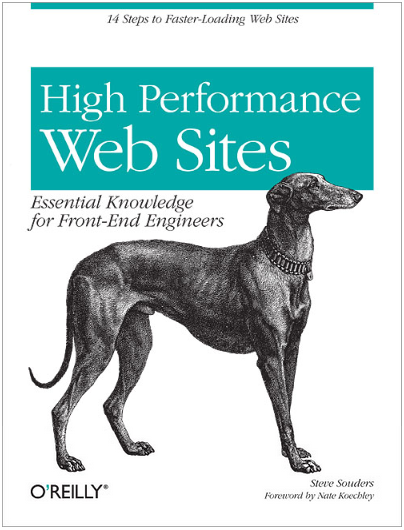 14 Steps to Faster-Loading Web Sites
High Performance
Web Sites
Essential Knowledge
for Front-End Engineers
O'REILLY®
Steve Souders
Foreword by Nate Koechley